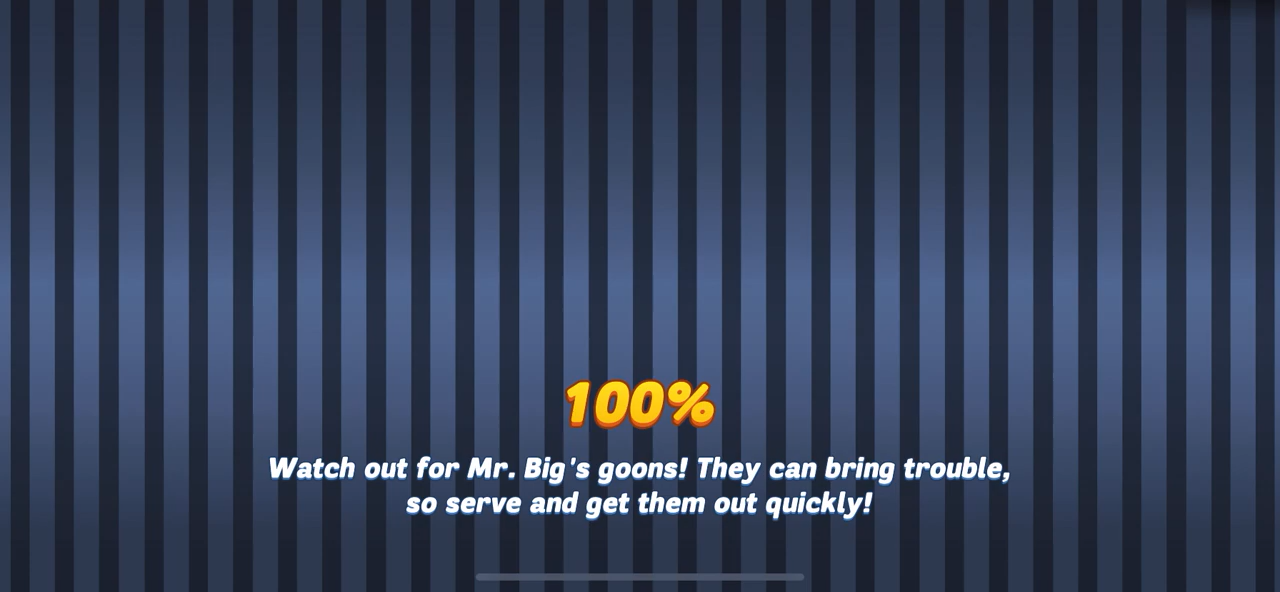 100%
Watch out for Mr. Big's goons! They can bring trouble,
so serve and get them out quickly!